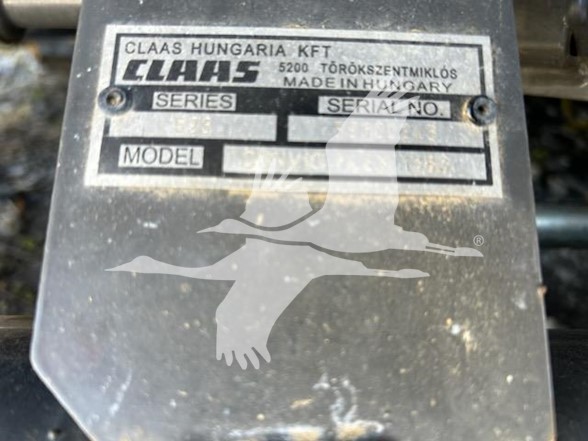 CLAAS HUNGARIA KFT
CLAAS 5200 TÖRÖKSZENTMIKLÓS
MADE IN HUNGARY
SERIES SERIAL NO.
MODEL
®